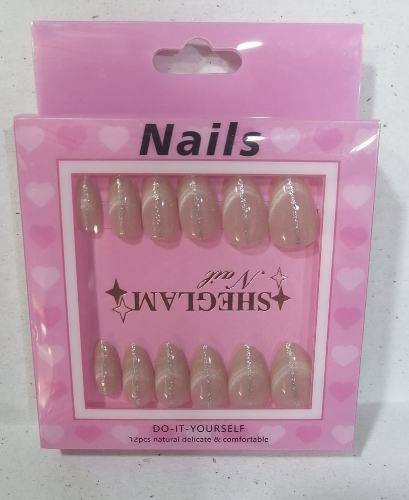 Nails
SHEGLAM
Nail
DO-IT-YOURSELF
12pcs natural delicate & comfortable